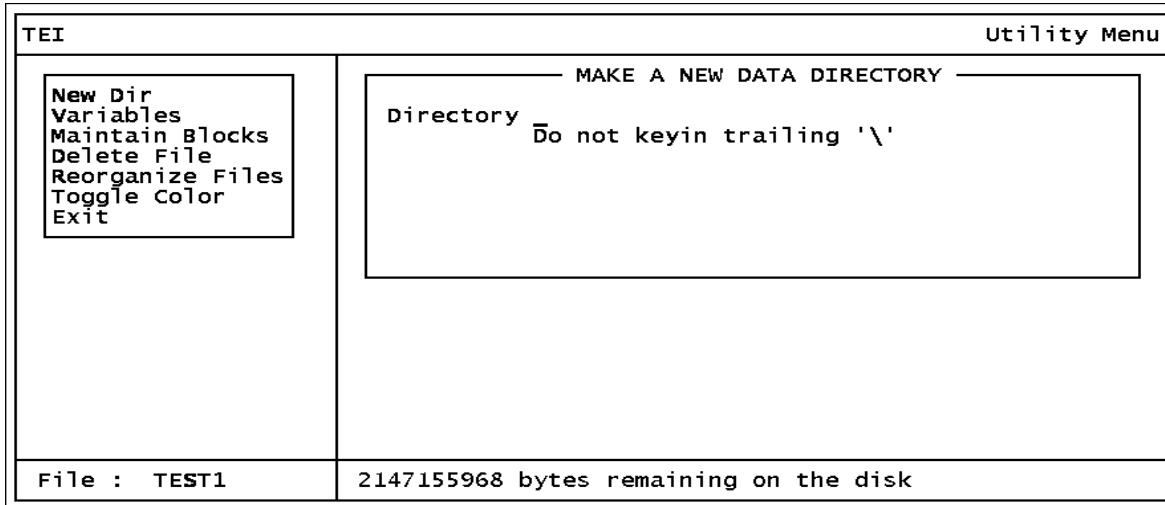 TEI Utility Menu
New Dir
Variables
Maintain Blocks
Delete File
Reorganize Files
Toggle Color
Exit
MAKE A NEW DATA DIRECTORY
Directory _
Do not keyin trailing '\'
File : TEST1
2147155968 bytes remaining on the disk